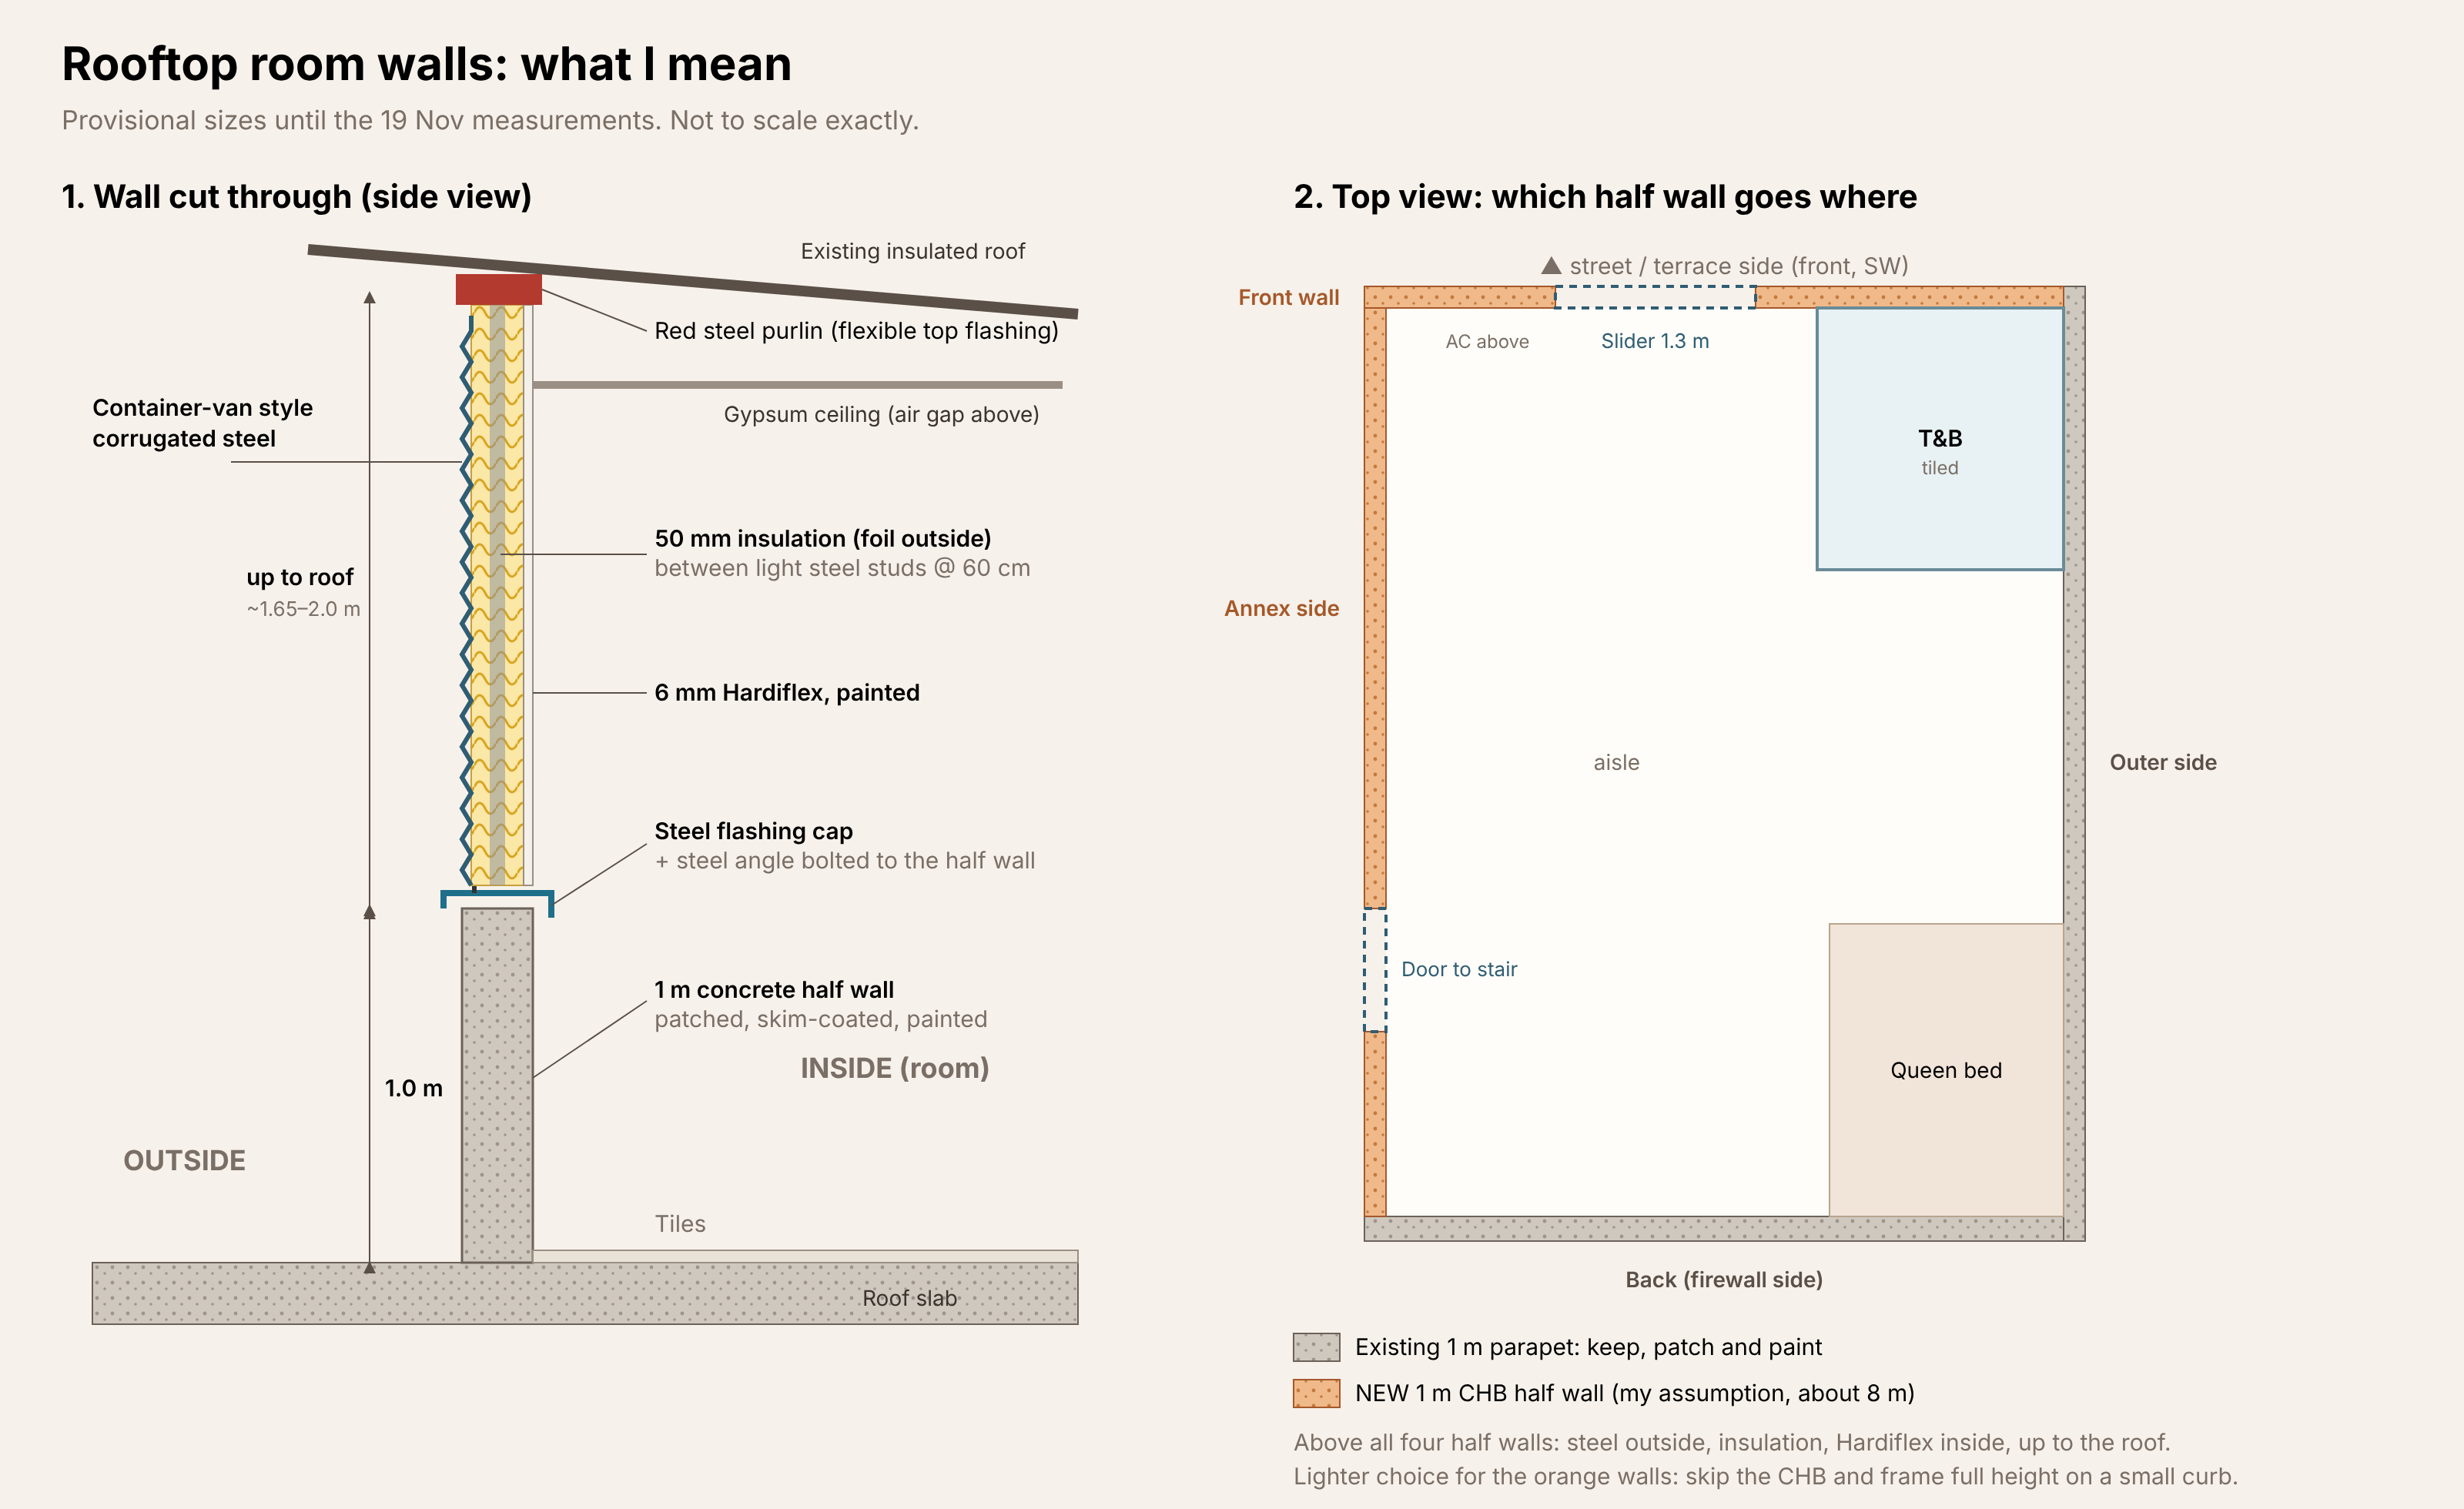 Rooftop room walls: what I mean
Provisional sizes until the 19 Nov measurements. Not to scale exactly.
1. Wall cut through (side view)
Existing insulated roof
Red steel purlin (flexible top flashing)
Container-van style
corrugated steel
Gypsum ceiling (air gap above)
50 mm insulation (foil outside)
between light steel studs @ 60 cm
up to roof
~1.65–2.0 m
6 mm Hardiflex, painted
Steel flashing cap
+ steel angle bolted to the half wall
1 m concrete half wall
patched, skim-coated, painted
INSIDE (room)
1.0 m
OUTSIDE
Tiles
Roof slab
2. Top view: which half wall goes where
▲ street / terrace side (front, SW)
Front wall
AC above
Slider 1.3 m
T&B
tiled
Annex side
aisle
Outer side
Door to stair
Queen bed
Back (firewall side)
Existing 1 m parapet: keep, patch and paint
NEW 1 m CHB half wall (my assumption, about 8 m)
Above all four half walls: steel outside, insulation, Hardiflex inside, up to the roof.
Lighter choice for the orange walls: skip the CHB and frame full height on a small curb.